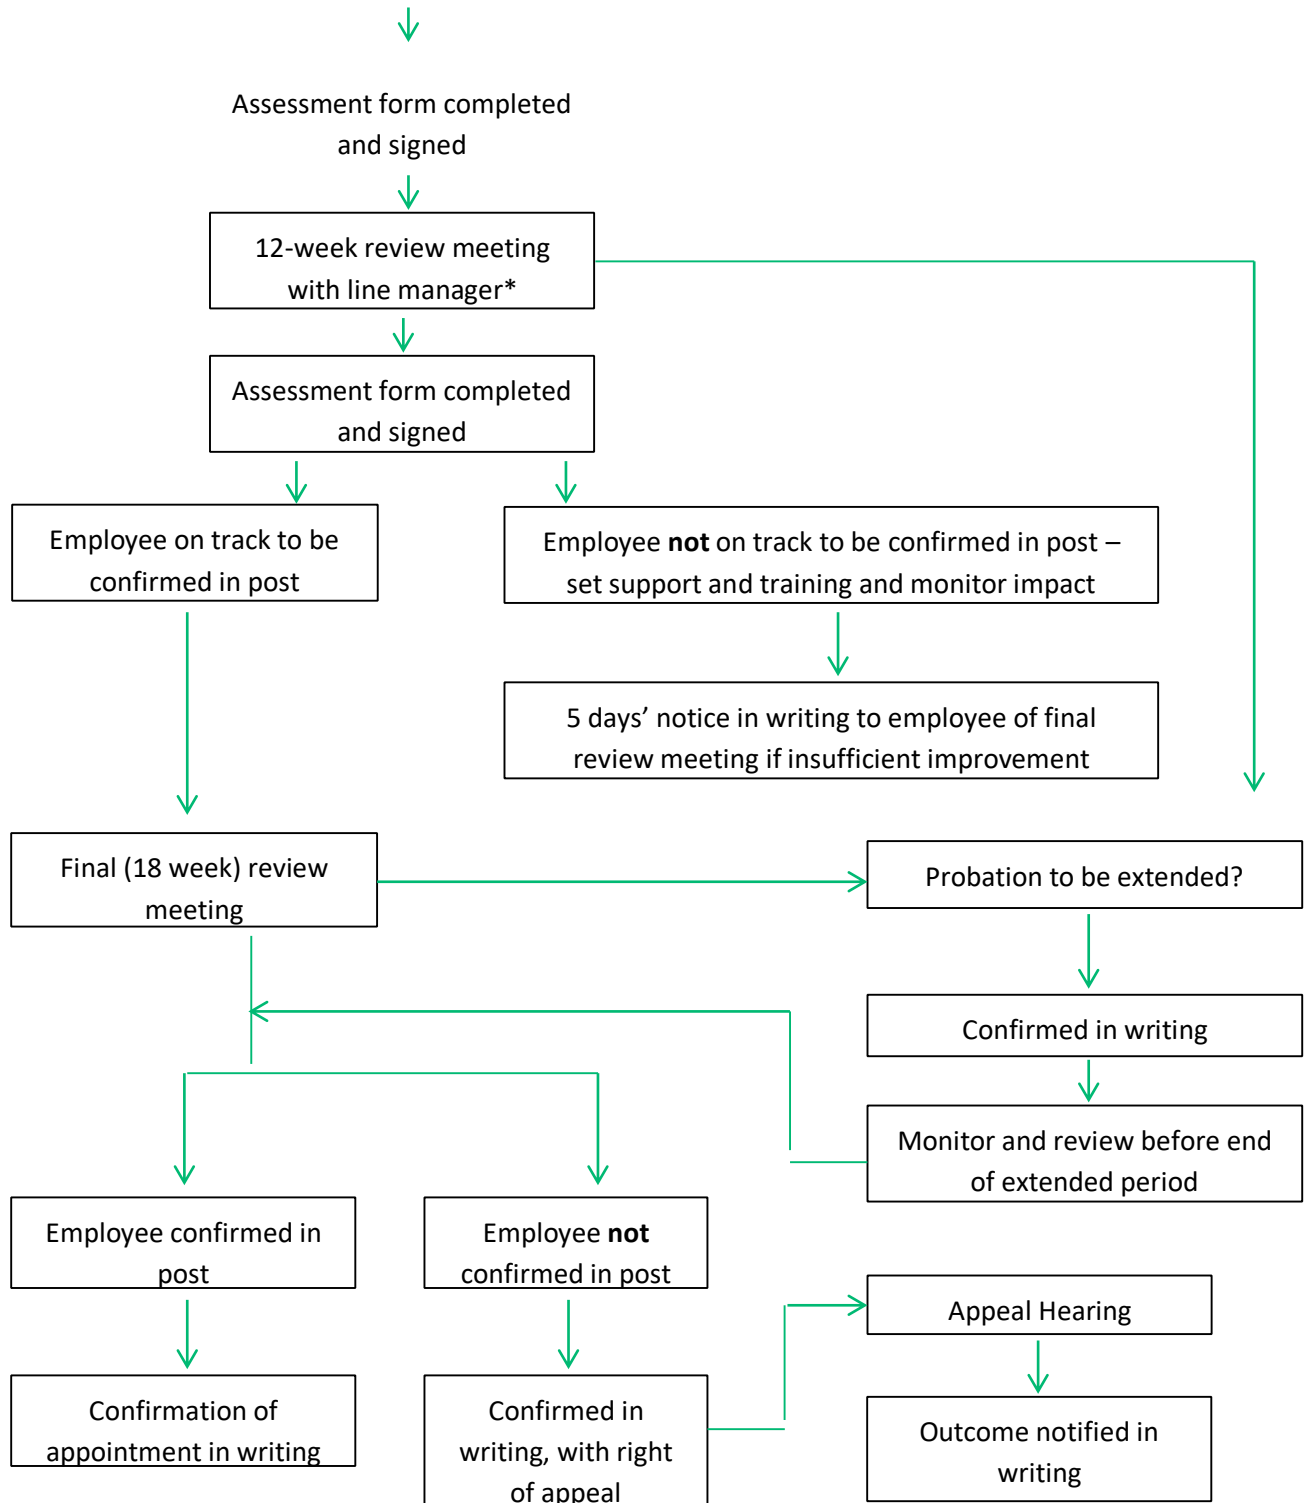 Assessment form completed
and signed
12-week review meeting
with line manager*
Assessment form completed
and signed
Employee on track to be
confirmed in post
Employee not on track to be confirmed in post –
set support and training and monitor impact
5 days’ notice in writing to employee of final
review meeting if insufficient improvement
Final (18 week) review
meeting
Probation to be extended?
Confirmed in writing
Monitor and review before end
of extended period
Employee confirmed in
post
Employee not
confirmed in post
Appeal Hearing
Confirmation of
appointment in writing
Confirmed in
writing, with right
of appeal
Outcome notified in
writing